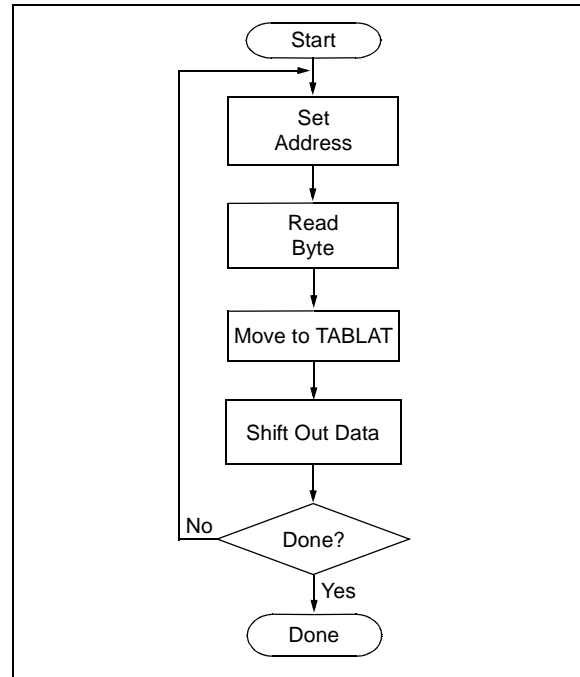 Start
Set
Address
Read
Byte
Move to TABLAT
Shift Out Data
No
Done?
Yes
Done